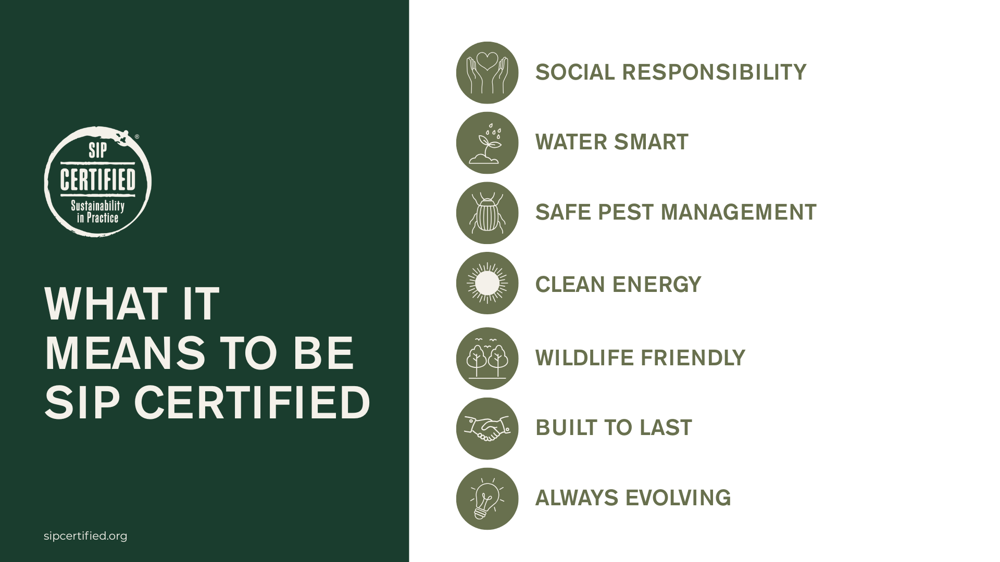 SIP
CERTIFIED
Sustainability
in Practice
®
WHAT IT
MEANS TO BE
SIP CERTIFIED
sipcertified.org
SOCIAL RESPONSIBILITY
WATER SMART
SAFE PEST MANAGEMENT
CLEAN ENERGY
WILDLIFE FRIENDLY
BUILT TO LAST
ALWAYS EVOLVING